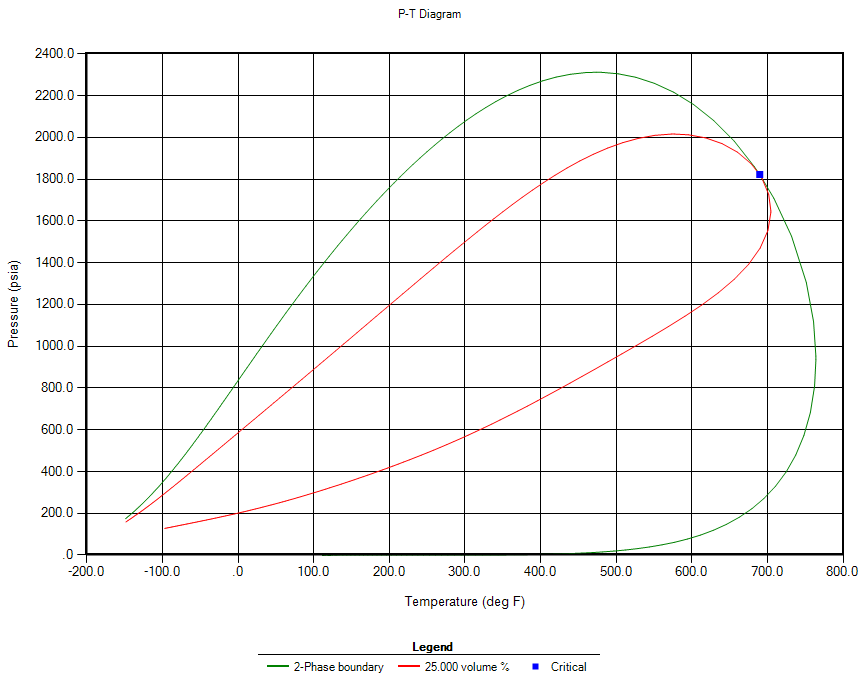 P-T Diagram
2400.0
2200.0
2000.0
1800.0
1600.0
1400.0
1200.0
1000.0
800.0
600.0
400.0
200.0
.0
Pressure (psia)
-200.0 -100.0 .0 100.0 200.0 300.0 400.0 500.0 600.0 700.0 800.0
Temperature (deg F)
Legend
2-Phase boundary 25.000 volume % Critical